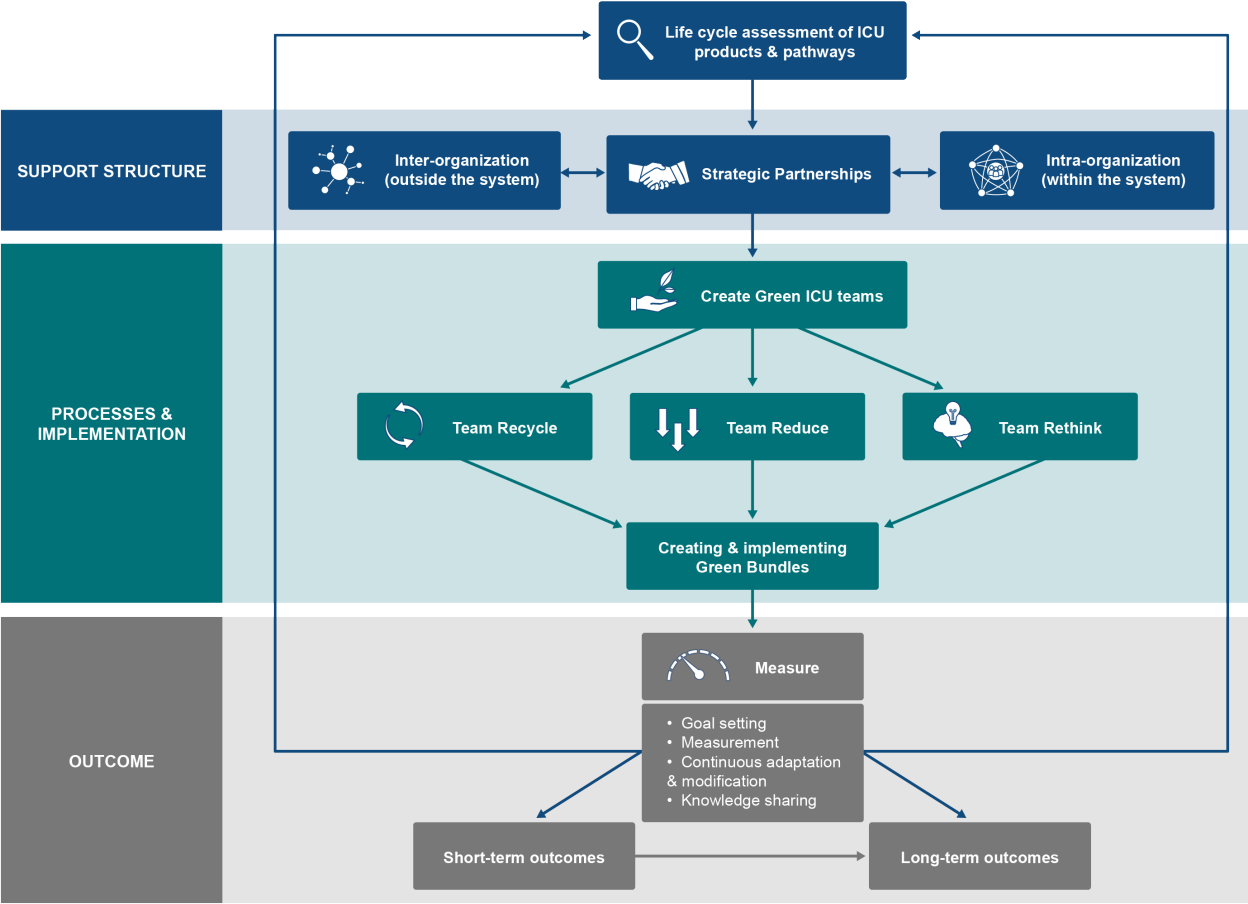 Life cycle assessment of ICU
products & pathways
SUPPORT STRUCTURE
Inter-organization
(outside the system)
Strategic Partnerships
Intra-organization
(within the system)
PROCESSES &
IMPLEMENTATION
Create Green ICU teams
Team Recycle
Team Reduce
Team Rethink
Creating & implementing
Green Bundles
OUTCOME
Measure
• Goal setting
• Measurement
• Continuous adaptation
& modification
• Knowledge sharing
Short-term outcomes
Long-term outcomes